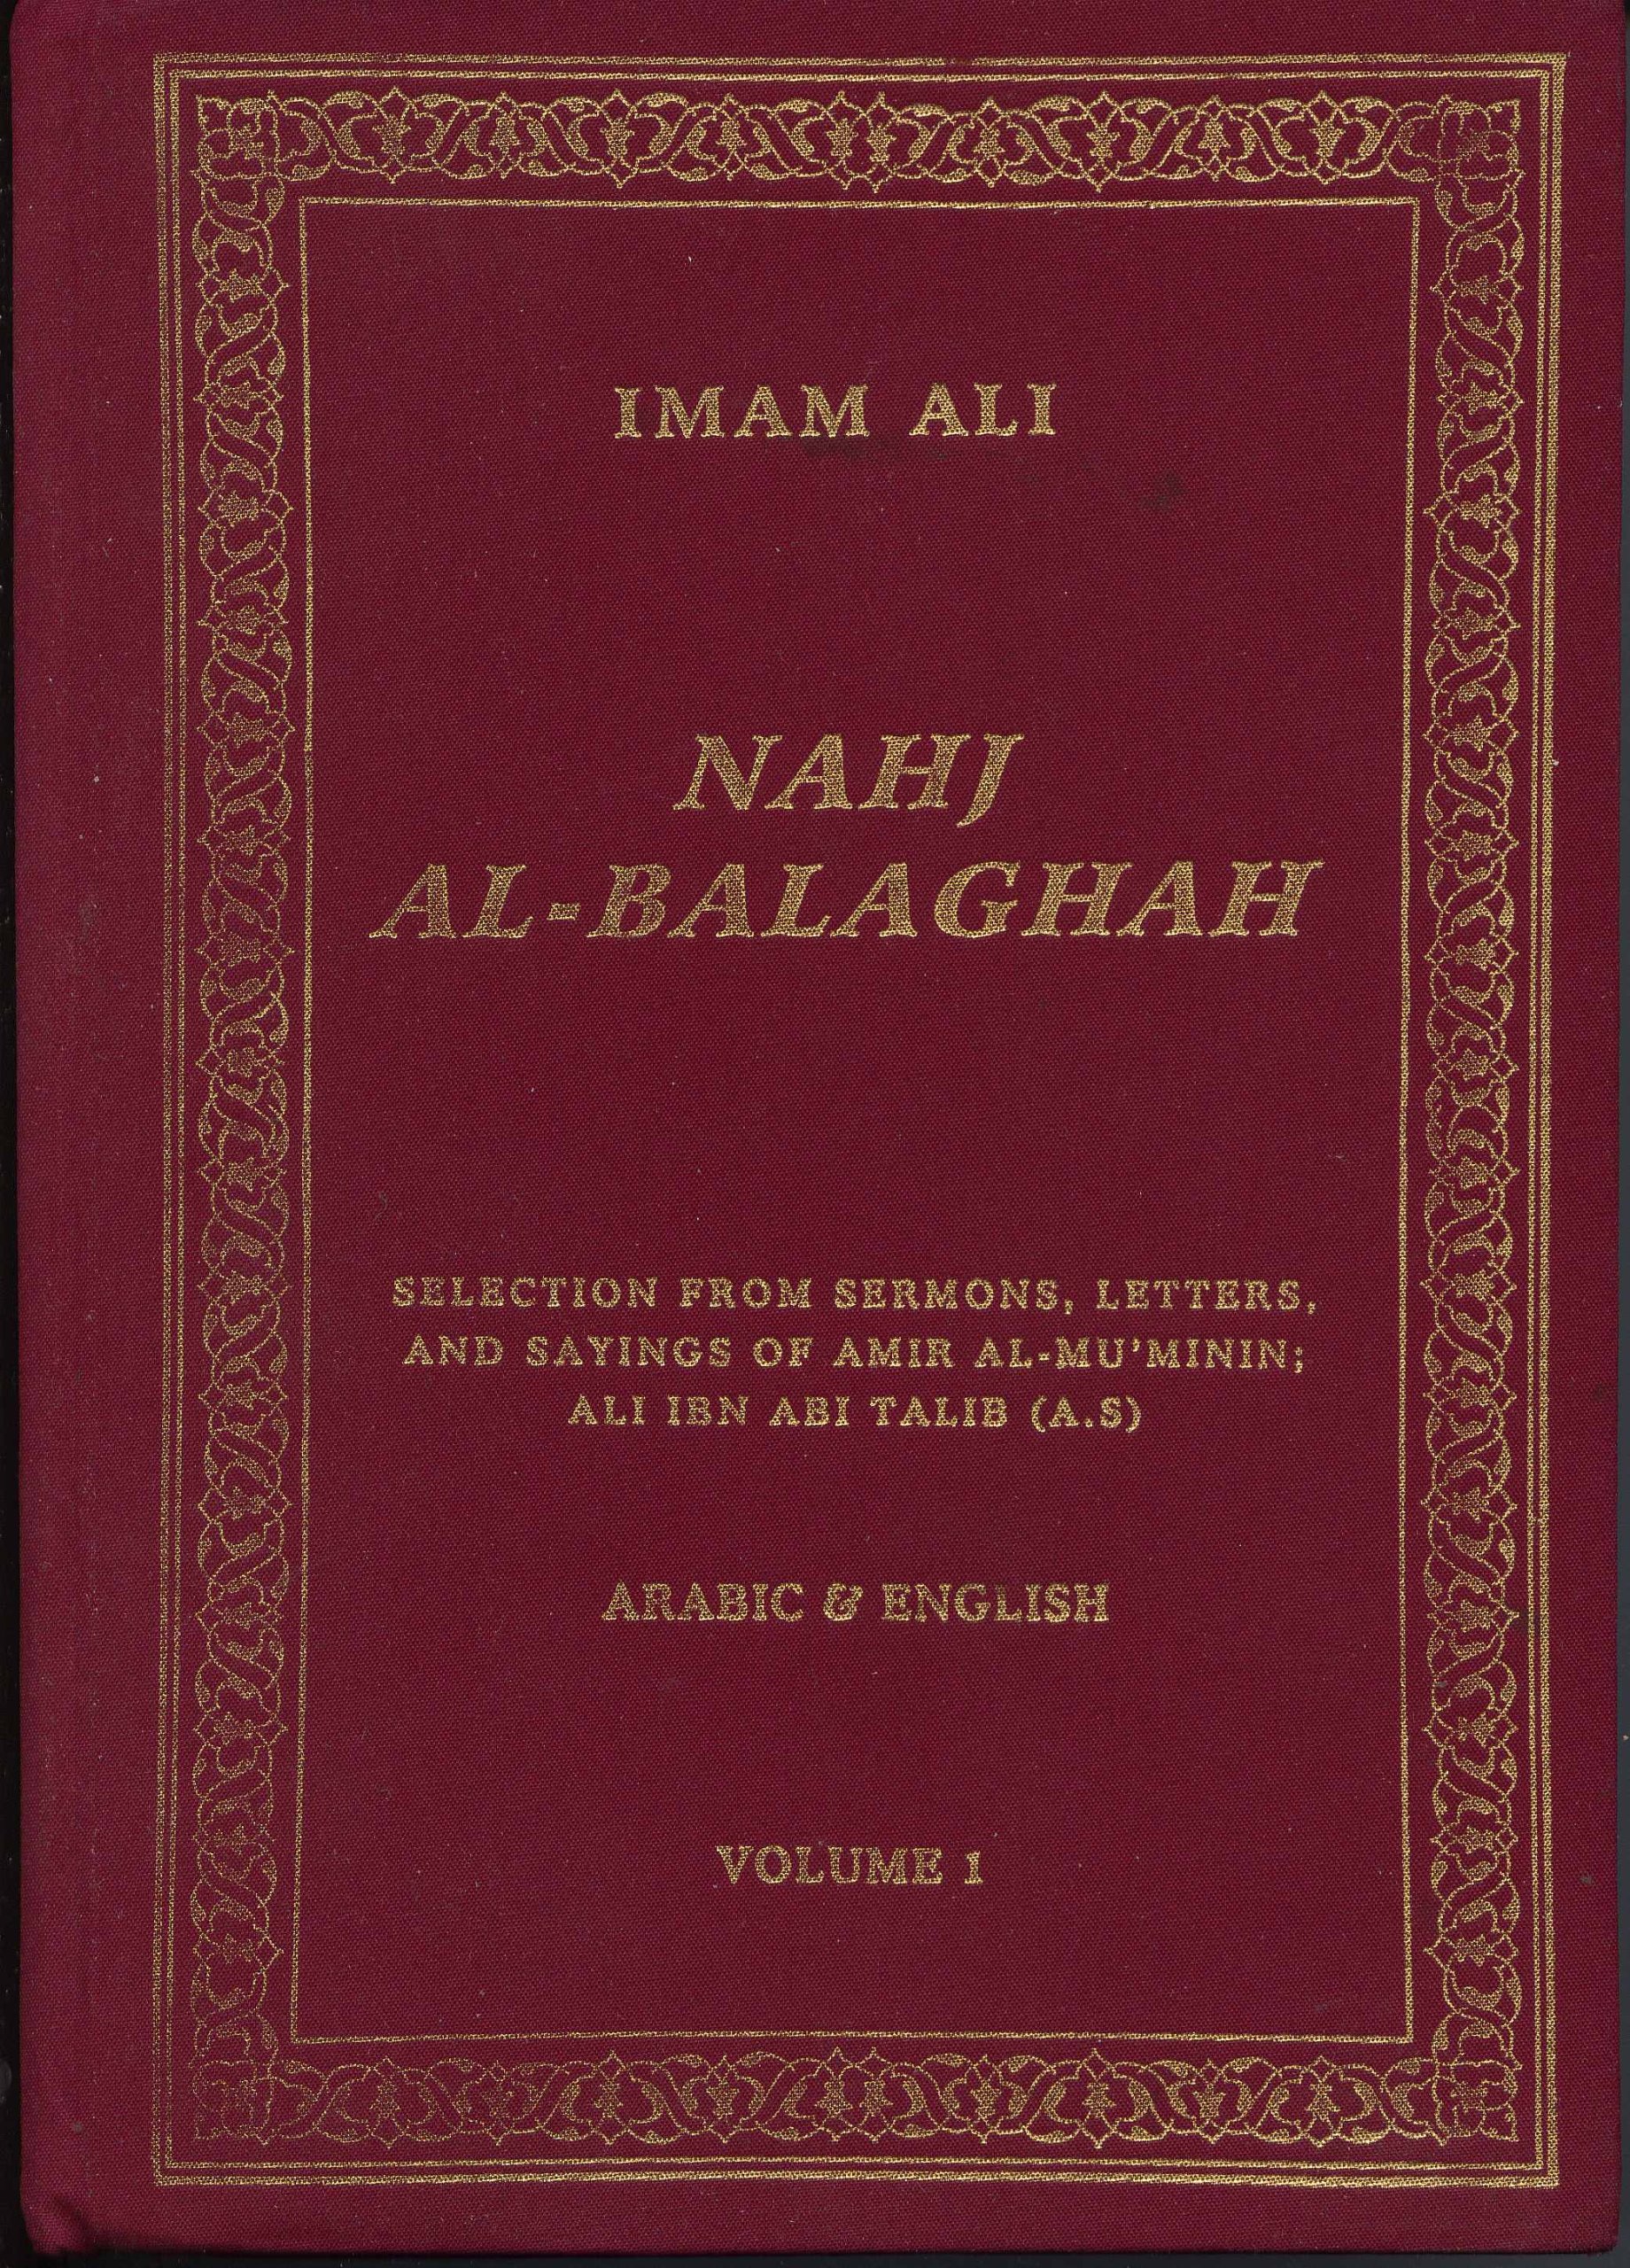 IMAM ALI
NAHJ
AL-BALAGHAH
SELECTION FROM SERMONS, LETTERS,
AND SAYINGS OF AMIR AL-MU'MININ;
ALI IBN ABI TALIB (A.S)
ARABIC & ENGLISH
VOLUME 1